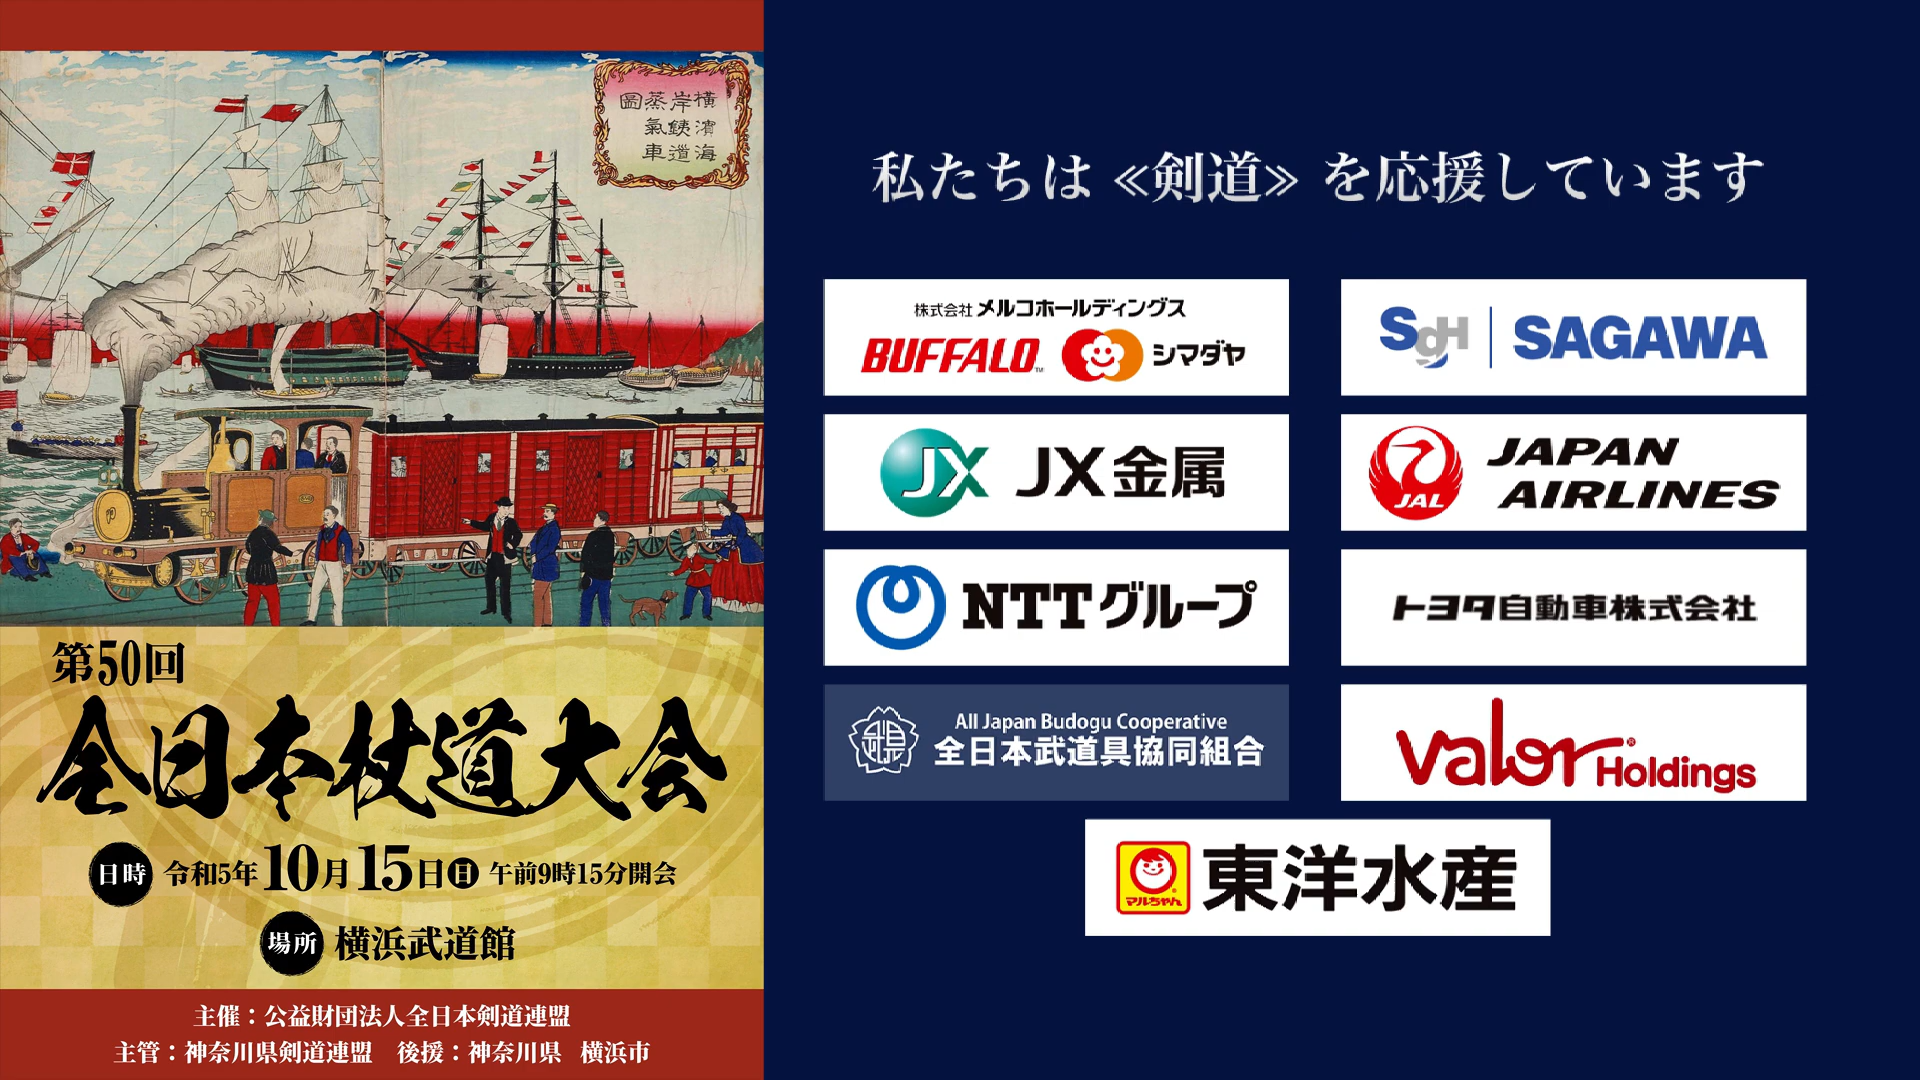 横濱海
岸鉄道
蒸氣車
圖
第50回
全日本杖道大会
日時 令和5年10月15日日 午前9時15分開会
場所 横浜武道館
主催：公益財団法人全日本剣道連盟
主管：神奈川県剣道連盟 後援：神奈川県 横浜市
私たちは≪剣道≫を応援しています
株式会社 メルコホールディングス
BUFFALO™ シマダヤ
SGH SAGAWA
JX JX金属
JAL JAPAN
AIRLINES
NTTグループ
トヨタ自動車株式会社
All Japan Budogu Cooperative
全日本武道具協同組合
valor® Holdings
マルちゃん® 東洋水産